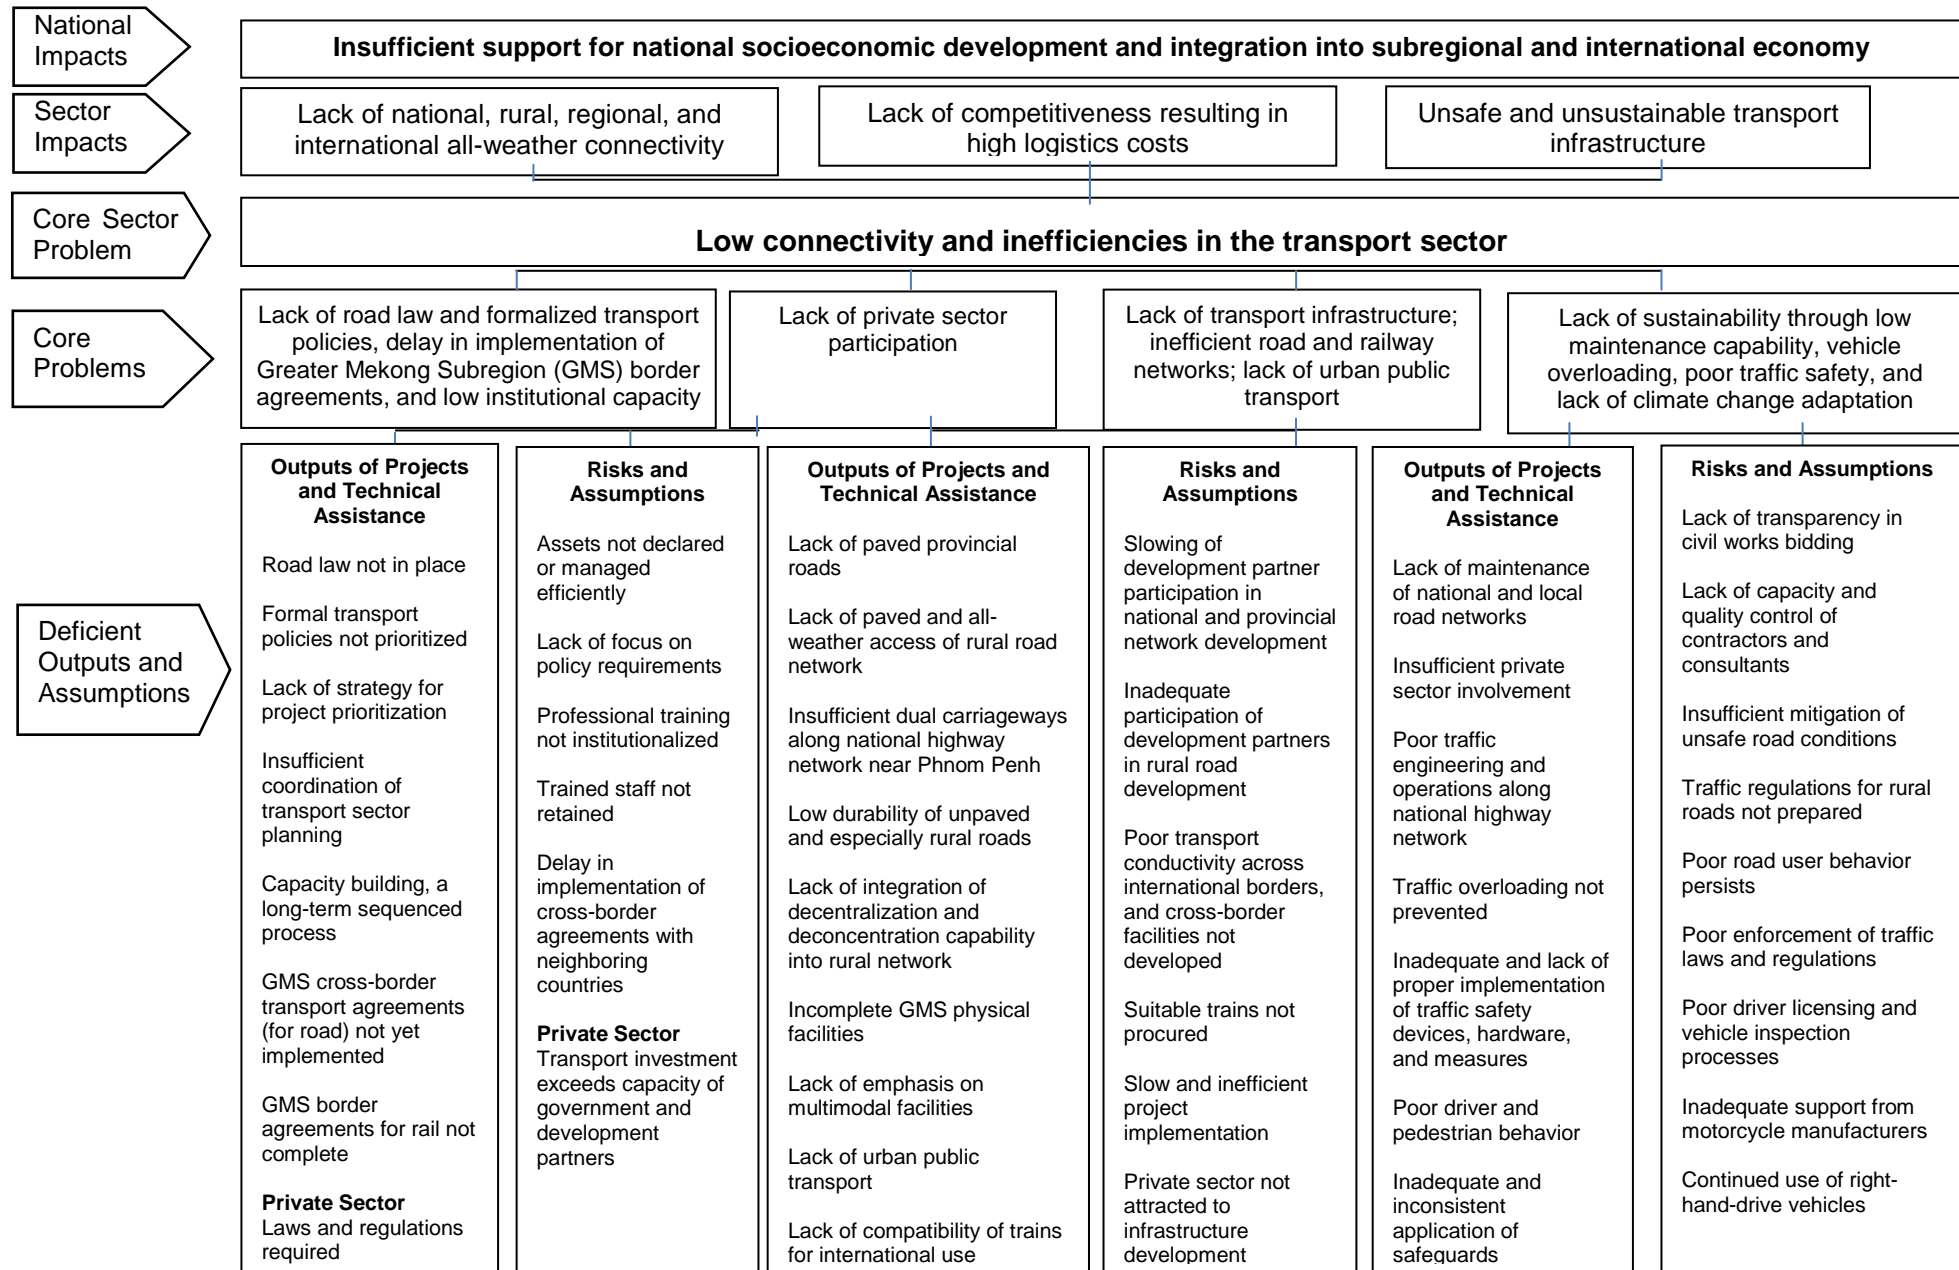 National
Impacts
Insufficient support for national socioeconomic development and integration into subregional and international economy
Sector
Impacts
Lack of national, rural, regional, and
international all-weather connectivity
Lack of competitiveness resulting in
high logistics costs
Unsafe and unsustainable transport
infrastructure
Core Sector
Problem
Low connectivity and inefficiencies in the transport sector
Core
Problems
Lack of road law and formalized transport
policies, delay in implementation of
Greater Mekong Subregion (GMS) border
agreements, and low institutional capacity
Lack of private sector
participation
Lack of transport infrastructure;
inefficient road and railway
networks; lack of urban public
transport
Lack of sustainability through low
maintenance capability, vehicle
overloading, poor traffic safety, and
lack of climate change adaptation
Deficient
Outputs and
Assumptions
Outputs of Projects
and Technical
Assistance
Road law not in place
Formal transport
policies not prioritized
Lack of strategy for
project prioritization
Insufficient
coordination of
transport sector
planning
Capacity building, a
long-term sequenced
process
GMS cross-border
transport agreements
(for road) not yet
implemented
GMS border
agreements for rail not
complete
Private Sector
Laws and regulations
required
Risks and
Assumptions
Assets not declared
or managed
efficiently
Lack of focus on
policy requirements
Professional training
not institutionalized
Trained staff not
retained
Delay in
implementation of
cross-border
agreements with
neighboring
countries
Private Sector
Transport investment
exceeds capacity of
government and
development
partners
Outputs of Projects and
Technical Assistance
Lack of paved provincial
roads
Lack of paved and all-
weather access of rural road
network
Insufficient dual carriageways
along national highway
network near Phnom Penh
Low durability of unpaved
and especially rural roads
Lack of integration of
decentralization and
deconcentration capability
into rural network
Incomplete GMS physical
facilities
Lack of emphasis on
multimodal facilities
Lack of urban public
transport
Lack of compatibility of trains
for international use
Risks and
Assumptions
Slowing of
development partner
participation in
national and provincial
network development
Inadequate
participation of
development partners
in rural road
development
Poor transport
conductivity across
international borders,
and cross-border
facilities not
developed
Suitable trains not
procured
Slow and inefficient
project
implementation
Private sector not
attracted to
infrastructure
development
Outputs of Projects
and Technical
Assistance
Lack of maintenance
of national and local
road networks
Insufficient private
sector involvement
Poor traffic
engineering and
operations along
national highway
network
Traffic overloading not
prevented
Inadequate and lack of
proper implementation
of traffic safety
devices, hardware,
and measures
Poor driver and
pedestrian behavior
Inadequate and
inconsistent
application of
safeguards
Risks and Assumptions
Lack of transparency in
civil works bidding
Lack of capacity and
quality control of
contractors and
consultants
Insufficient mitigation of
unsafe road conditions
Traffic regulations for rural
roads not prepared
Poor road user behavior
persists
Poor enforcement of traffic
laws and regulations
Poor driver licensing and
vehicle inspection
processes
Inadequate support from
motorcycle manufacturers
Continued use of right-
hand-drive vehicles